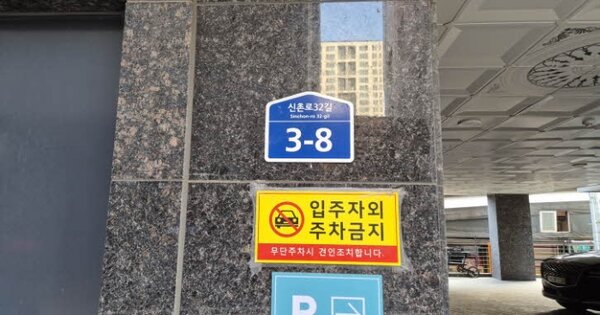 신촌로32길
Sinchon-ro 32-gil
3-8
입주자외
주차금지
무단주차시 견인조치합니다.
P